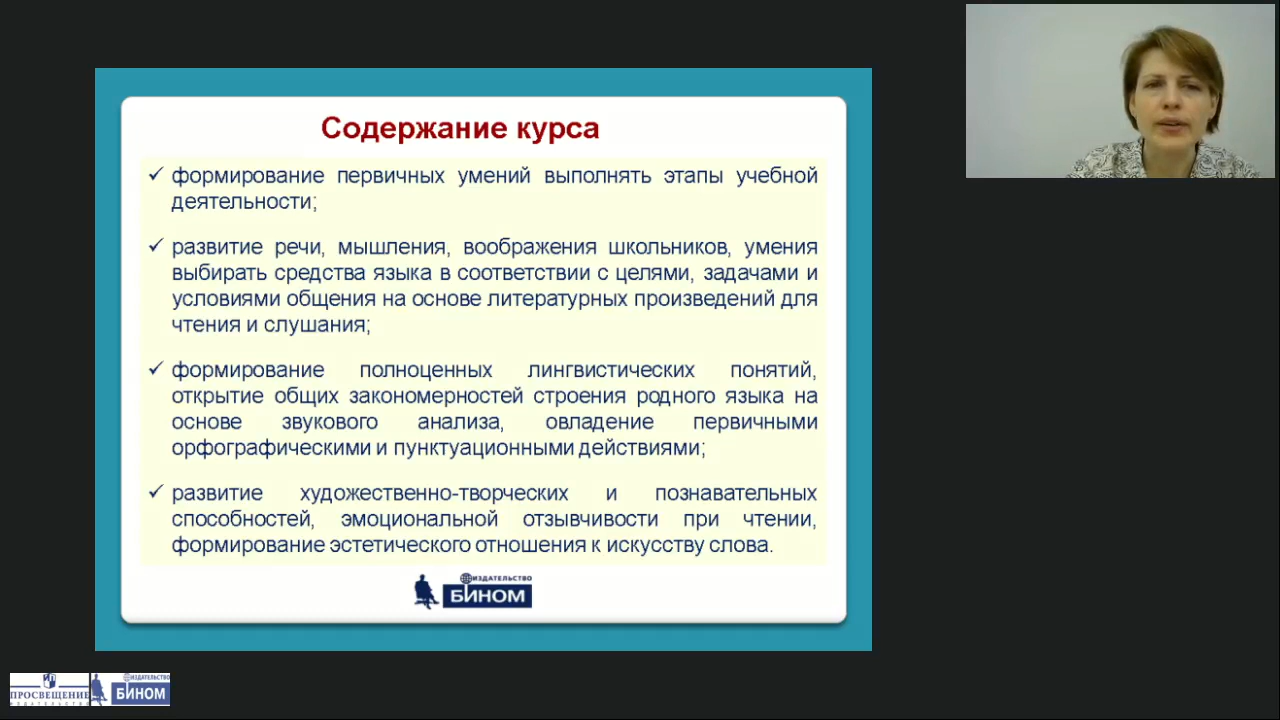 Содержание курса
формирование первичных умений выполнять этапы учебной
деятельности;
развитие речи, мышления, воображения школьников, умения
выбирать средства языка в соответствии с целями, задачами и
условиями общения на основе литературных произведений для
чтения и слушания;
формирование полноценных лингвистических понятий,
открытие общих закономерностей строения родного языка на
основе звукового анализа, овладение первичными
орфографическими и пунктуационными действиями;
развитие художественно-творческих и познавательных
способностей, эмоциональной отзывчивости при чтении,
формирование эстетического отношения к искусству слова.
ИЗДАТЕЛЬСТВО
БИНОМ
ПРОСВЕЩЕНИЕ
ИЗДАТЕЛЬСТВО
ИЗДАТЕЛЬСТВО
БИНОМ